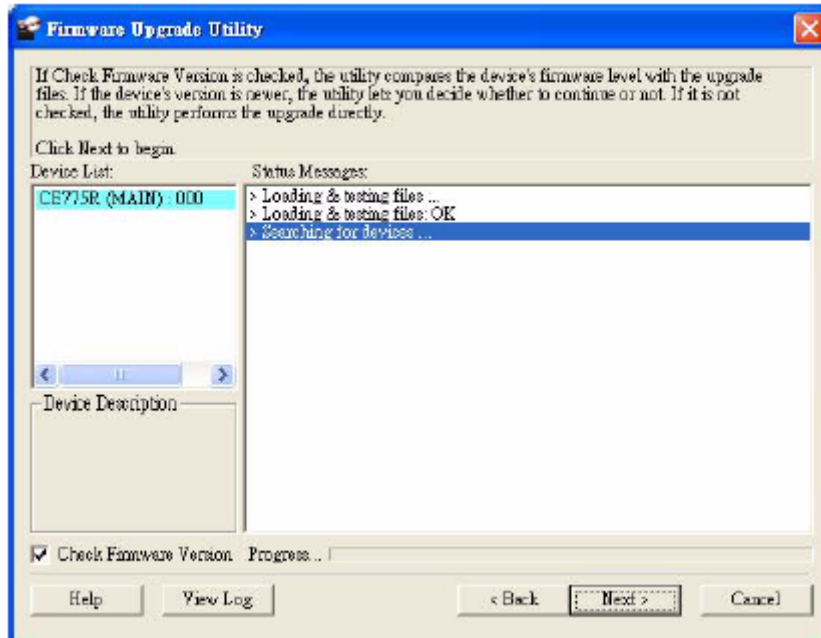 Firmware Upgrade Utility
If Check Firmware Version is checked, the utility compares the device's firmware level with the upgrade
files. If the device's version is newer, the utility lets you decide whether to continue or not. If it is not
checked, the utility performs the upgrade directly.
Click Next to begin.
Device List:
CE775R (MAIN) : 000
Status Messages:
> Loading & testing files ...
> Loading & testing files: OK
> Searching for devices ...
Device Description
Check Firmware Version
Progress...
Help
View Log
< Back
Next >
Cancel